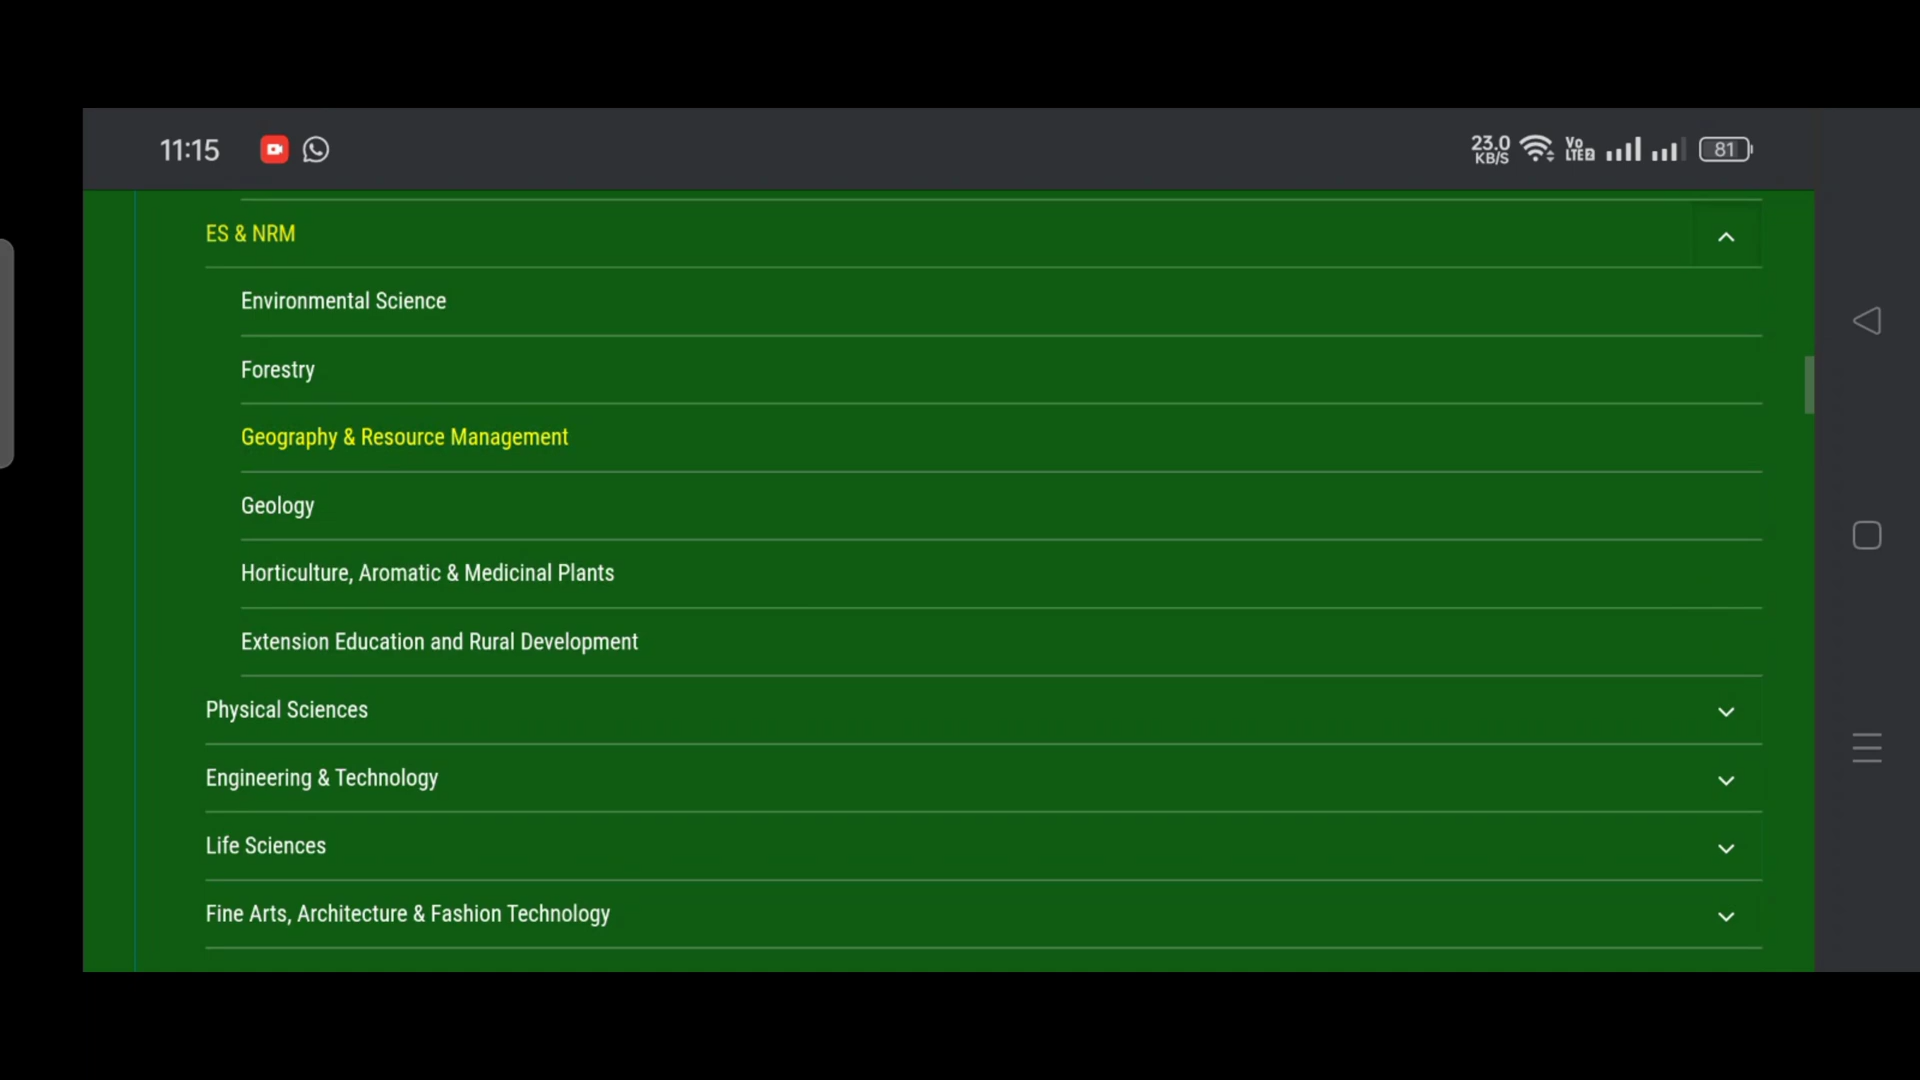 11:15
23.0
KB/S
Vo
LTE 2
81
ES & NRM
Environmental Science
Forestry
Geography & Resource Management
Geology
Horticulture, Aromatic & Medicinal Plants
Extension Education and Rural Development
Physical Sciences
Engineering & Technology
Life Sciences
Fine Arts, Architecture & Fashion Technology